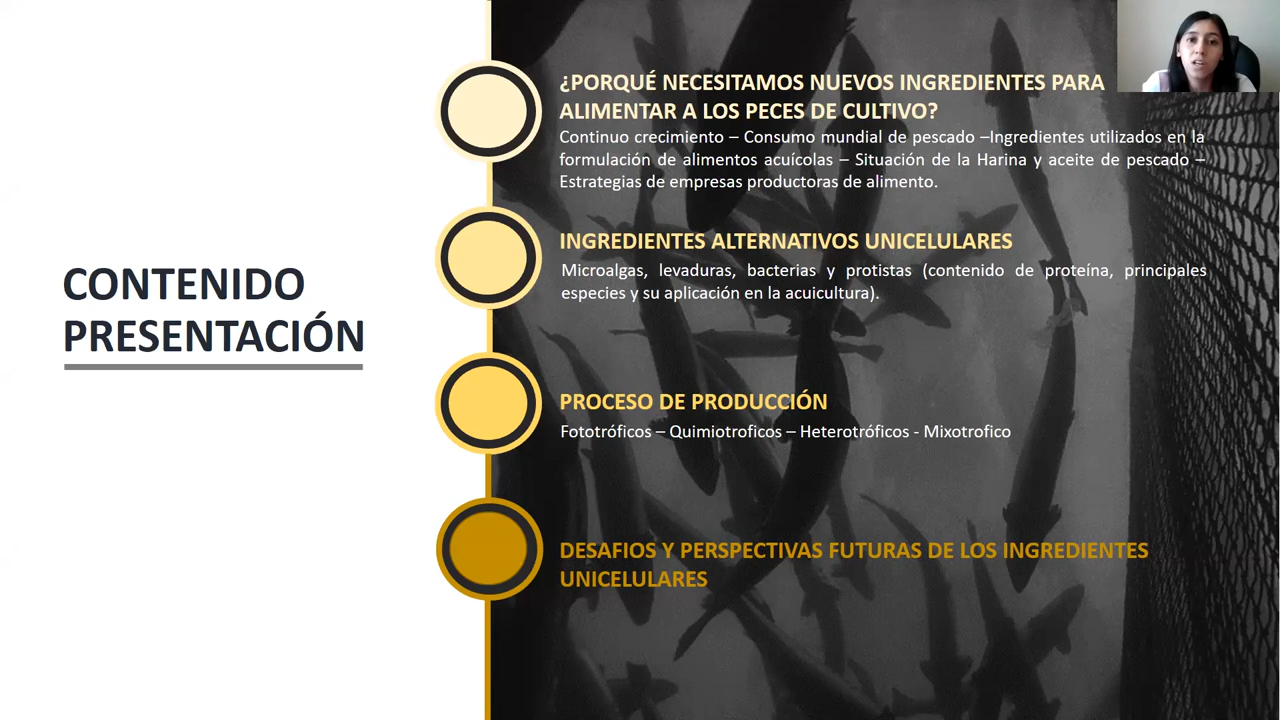 CONTENIDO
PRESENTACIÓN
¿PORQUÉ NECESITAMOS NUEVOS INGREDIENTES PARA
ALIMENTAR A LOS PECES DE CULTIVO?
Continuo crecimiento – Consumo mundial de pescado –Ingredientes utilizados en la
formulación de alimentos acuícolas – Situación de la Harina y aceite de pescado –
Estrategias de empresas productoras de alimento.
INGREDIENTES ALTERNATIVOS UNICELULARES
Microalgas, levaduras, bacterias y protistas (contenido de proteína, principales
especies y su aplicación en la acuicultura).
PROCESO DE PRODUCCIÓN
Fototróficos – Quimiotroficos – Heterotróficos - Mixotrofico
DESAFIOS Y PERSPECTIVAS FUTURAS DE LOS INGREDIENTES
UNICELULARES